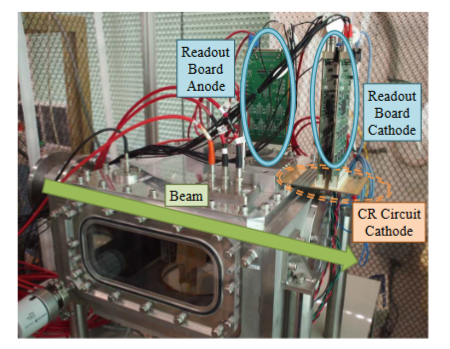 Readout
Board
Anode
Readout
Board
Cathode
Beam
CR Circuit
Cathode